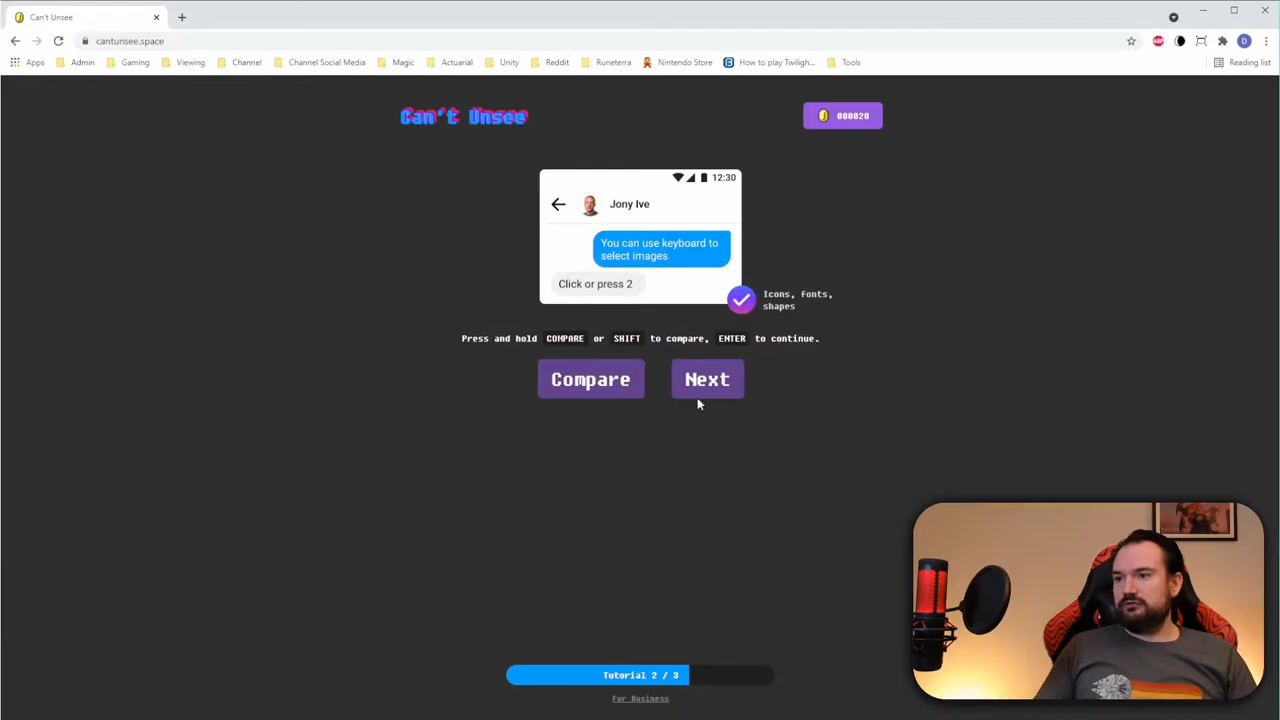 Can't Unsee
cantunsee.space
Apps Admin Gaming Viewing Channel Channel Social Media Magic Actuarial Unity Reddit Runeterra Nintendo Store How to play Twiligh... Tools Reading list
Can't Unsee
000020
12:30
Jony Ive
You can use keyboard to
select images
Click or press 2
Icons, fonts,
shapes
Press and hold COMPARE or SHIFT to compare, ENTER to continue.
Compare Next
Tutorial 2 / 3
For Business